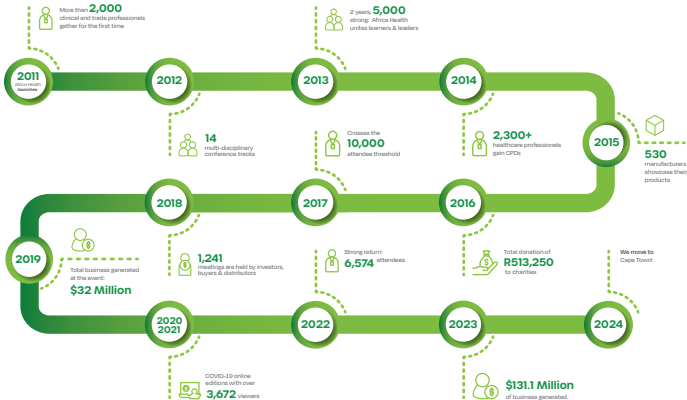 More than 2,000
clinical and trade professionals
gather for the first time
2 years, 5,000
strong: Africa Health
unites learners & leaders
2011
Africa Health
launches
2012
2013
2014
14
multi-disciplinary
conference tracks
Crosses the
10,000
attendee threshold
2,300+
healthcare professionals
gain CPDs
2015
530
manufacturers
showcase their
products
2018
2017
2016
2019
Total business generated
at the event:
$32 Million
1,241
meetings are held by investors,
buyers & distributors
Strong return:
6,574 attendees
Total donation of
R513,250
to charities
We move to
Cape Town!
2020
2021
2022
2023
2024
COVID-19 online
editions with over
3,672 viewers
$131.1 Million
of business generated.